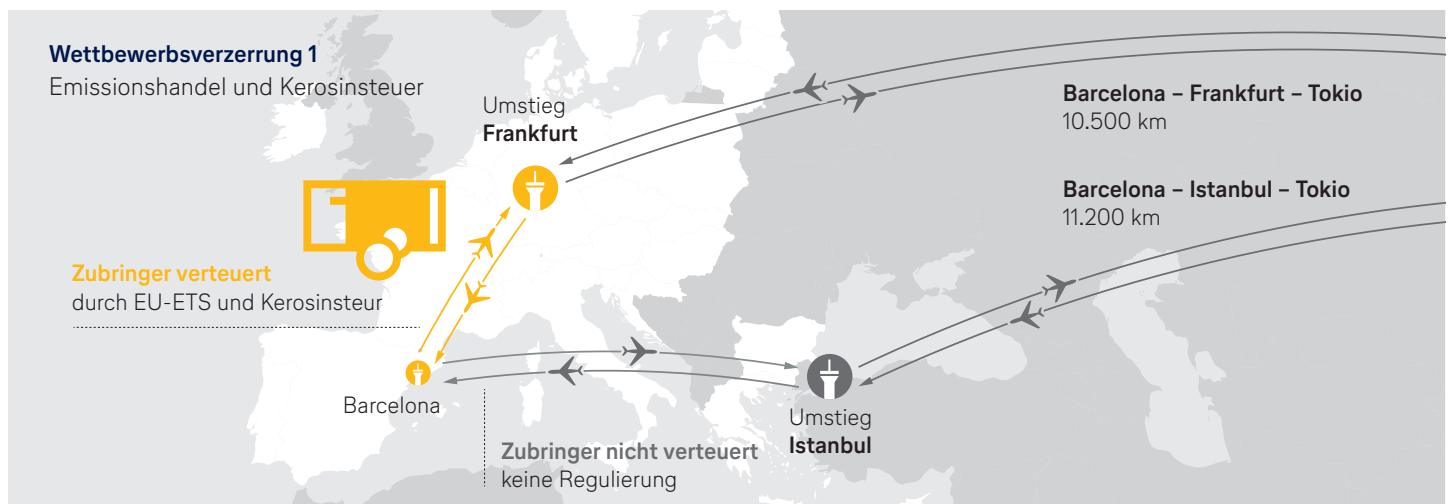 Wettbewerbsverzerrung 1
Emissionshandel und Kerosinsteuer
Umstieg
Frankfurt
Barcelona – Frankfurt – Tokio
10.500 km
Barcelona – Istanbul – Tokio
11.200 km
Zubringer verteuert
durch EU-ETS und Kerosinsteur
Barcelona
Umstieg
Istanbul
Zubringer nicht verteuert
keine Regulierung